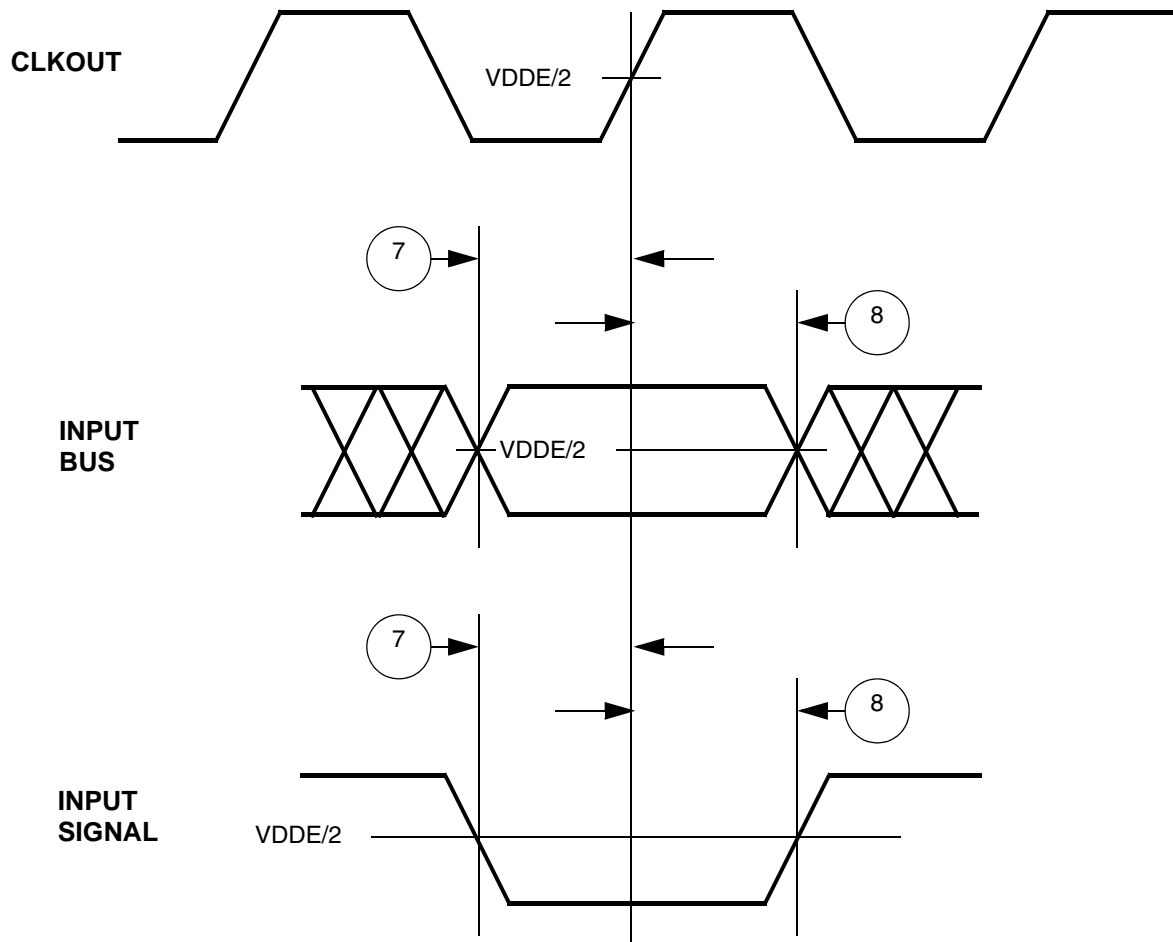 CLKOUT
VDDE/2
7
8
INPUT
BUS
VDDE/2
7
8
INPUT
SIGNAL
VDDE/2